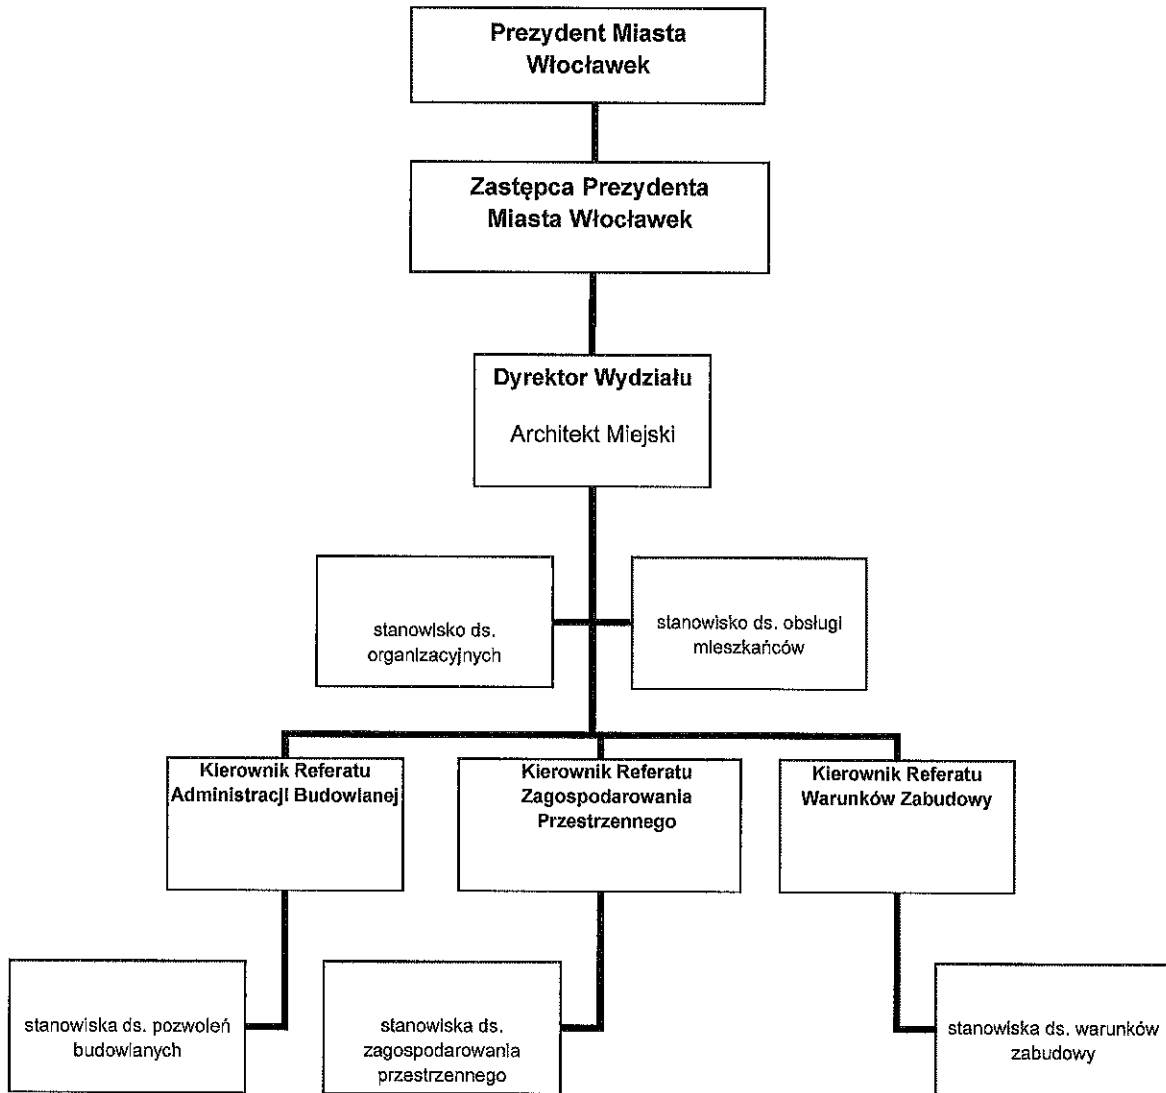 Prezydent Miasta
Włocławek
Zastępca Prezydenta
Miasta Włocławek
Dyrektor Wydziału
Architekt Miejski
stanowisko ds.
organizacyjnych
stanowisko ds. obsługi
mieszkańców
Kierownik Referatu
Administracji Budowlanej
Kierownik Referatu
Zagospodarowania
Przestrzennego
Kierownik Referatu
Warunków Zabudowy
stanowiska ds. pozwoleń
budowlanych
stanowiska ds.
zagospodarowania
przestrzennego
stanowiska ds. warunków
zabudowy